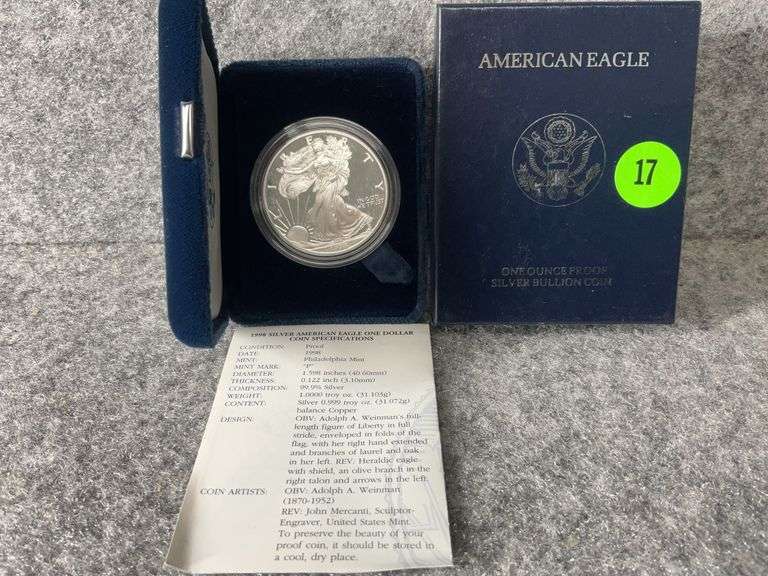 AMERICAN EAGLE
17
ONE OUNCE PROOF
SILVER BULLION COIN
LIBERTY
IN GOD
WE TRUST
1998 SILVER AMERICAN EAGLE ONE DOLLAR
COIN SPECIFICATIONS
CONDITION: Proof
DATE: 1998
MINT: Philadelphia Mint
MINT MARK: "P"
DIAMETER: 1.598 inches (40.60mm)
THICKNESS: 0.122 inch (3.10mm)
COMPOSITION: 99.9% Silver
WEIGHT: 1.0000 troy oz. (31.103g)
CONTENT: Silver 0.999 troy oz. (31.072g)
balance Copper
DESIGN: OBV: Adolph A. Weinman's full-
length figure of Liberty in full
stride, enveloped in folds of the
flag, with her right hand extended
and branches of laurel and oak
in her left. REV: Heraldic eagle
with shield, an olive branch in the
right talon and arrows in the left.
COIN ARTISTS: OBV: Adolph A. Weinman
(1870-1952)
REV: John Mercanti, Sculptor-
Engraver, United States Mint.
To preserve the beauty of your
proof coin, it should be stored in
a cool, dry place.